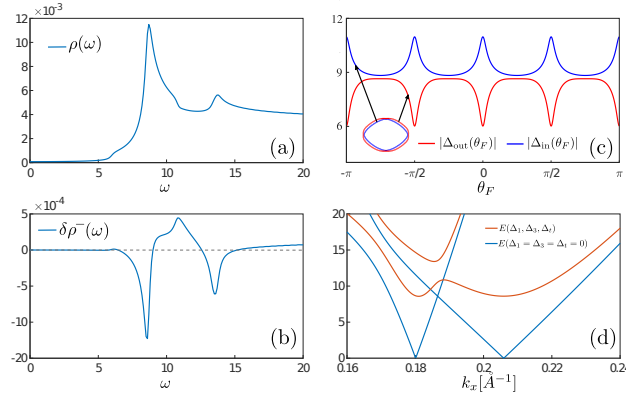 ×10⁻³
12
10
8
6
4
2
0
ρ(ω)
(a)
0 5 10 15 20
ω
12
9
6
|Δout(θF)| |Δin(θF)|
(c)
-π -π/2 0 π/2 π
θF
×10⁻⁴
5
0
-5
-10
-20
δρ⁻(ω)
(b)
0 5 10 15 20
ω
20
15
10
5
0
E(Δ1, Δ3, Δt)
E(Δ1 = Δ3 = Δt = 0)
(d)
0.16 0.18 0.2 0.22 0.24
kx[Å⁻¹]